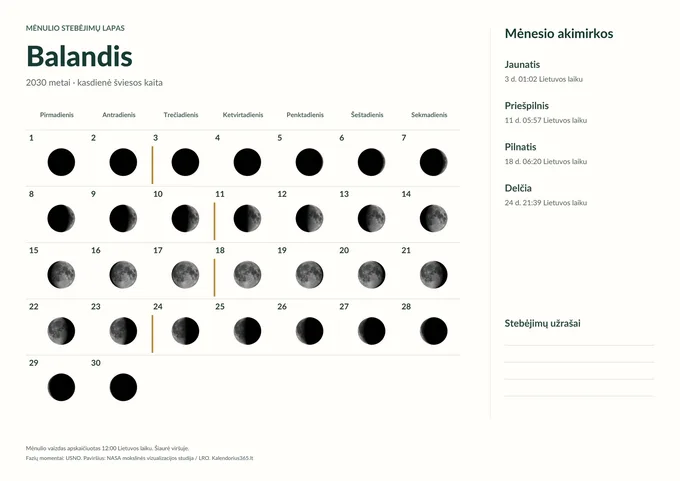 MĖNULIO STEBĖJIMŲ LAPAS
Balandis
2030 metai · kasdienė šviesos kaita
Pirmadienis Antradienis Trečiadienis Ketvirtadienis Penktadienis Šeštadienis Sekmadienis
1 2 3 4 5 6 7
8 9 10 11 12 13 14
15 16 17 18 19 20 21
22 23 24 25 26 27 28
29 30
Mėnulio vaizdas apskaičiuotas 12:00 Lietuvos laiku. Šiaurė viršuje.
Fazių momentai: USNO. Paviršius: NASA mokslinės vizualizacijos studija / LRO. Kalendorius365.lt
Mėnesio akimirkos
Jaunatis
3 d. 01:02 Lietuvos laiku
Priešpilnis
11 d. 05:57 Lietuvos laiku
Pilnatis
18 d. 06:20 Lietuvos laiku
Delčia
24 d. 21:39 Lietuvos laiku
Stebėjimų užrašai